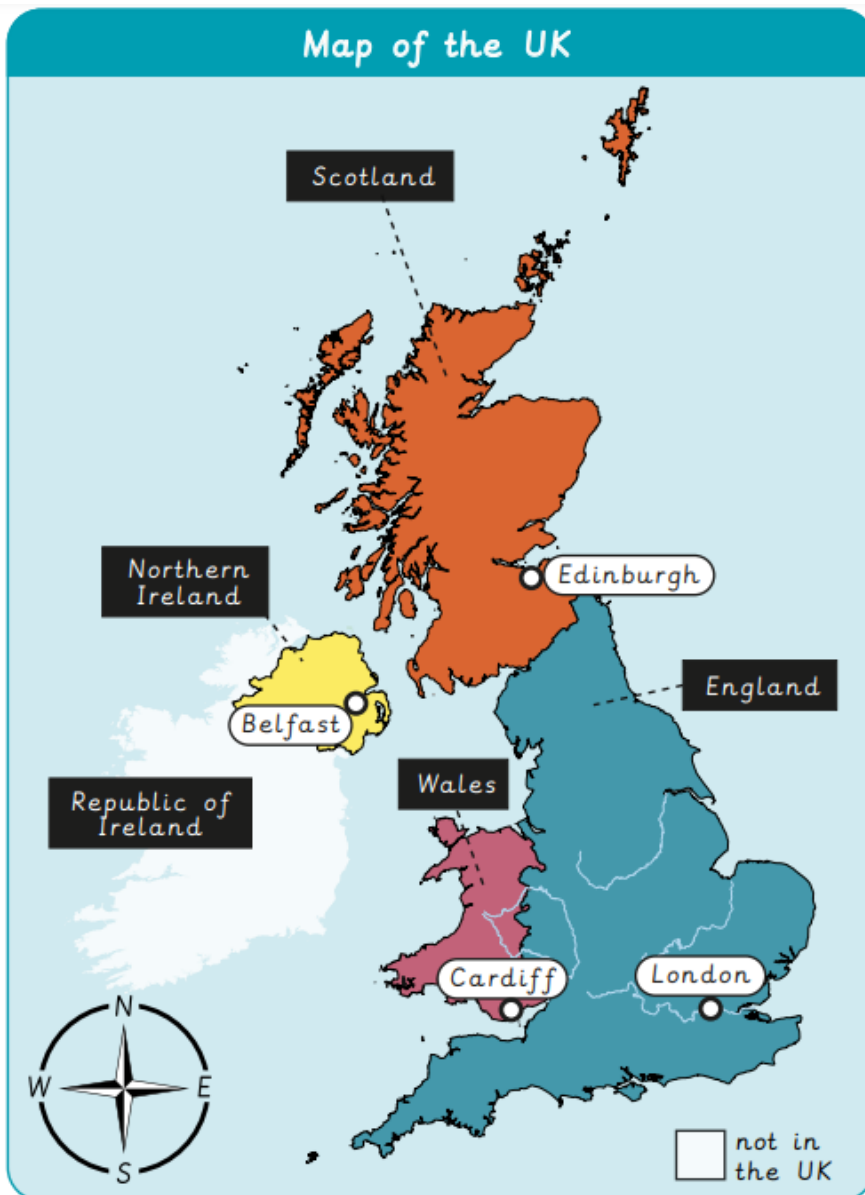 Map of the UK
Scotland
Northern
Ireland
Edinburgh
England
Belfast
Wales
Republic of
Ireland
Cardiff
London
N
W
E
S
not in
the UK